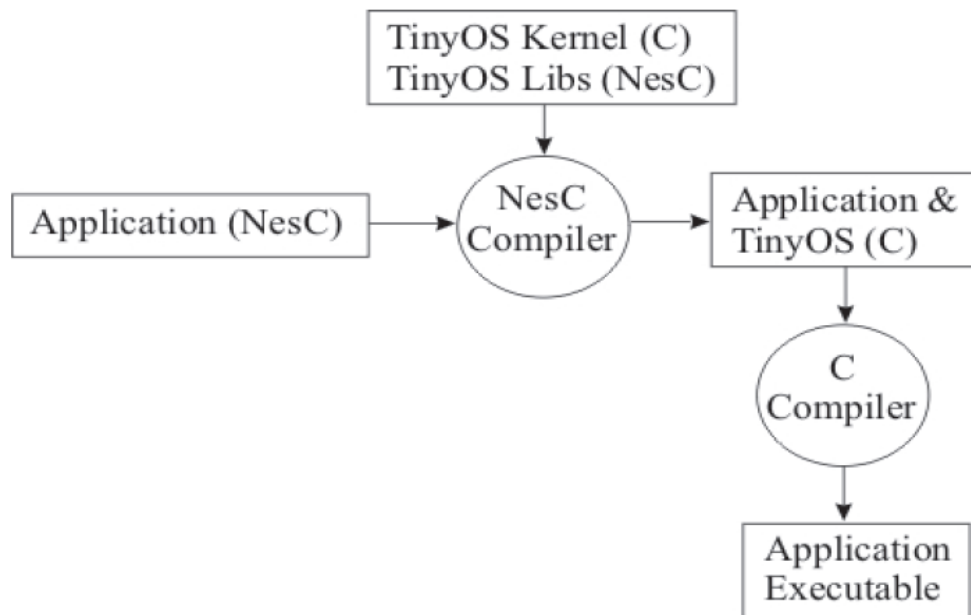 TinyOS Kernel (C)
TinyOS Libs (NesC)
Application (NesC)
NesC
Compiler
Application &
TinyOS (C)
C
Compiler
Application
Executable